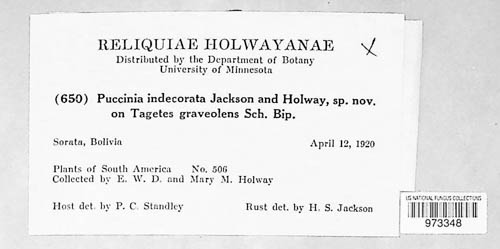 RELIQUIAE HOLWAYANAE
Distributed by the Department of Botany
University of Minnesota
(650) Puccinia indecorata Jackson and Holway, sp. nov.
on Tagetes graveolens Sch. Bip.
Sorata, Bolivia April 12, 1920
Plants of South America No. 506
Collected by E. W. D. and Mary M. Holway
Host det. by P. C. Standley Rust det. by H. S. Jackson
US NATIONAL FUNGUS COLLECTIONS
973348